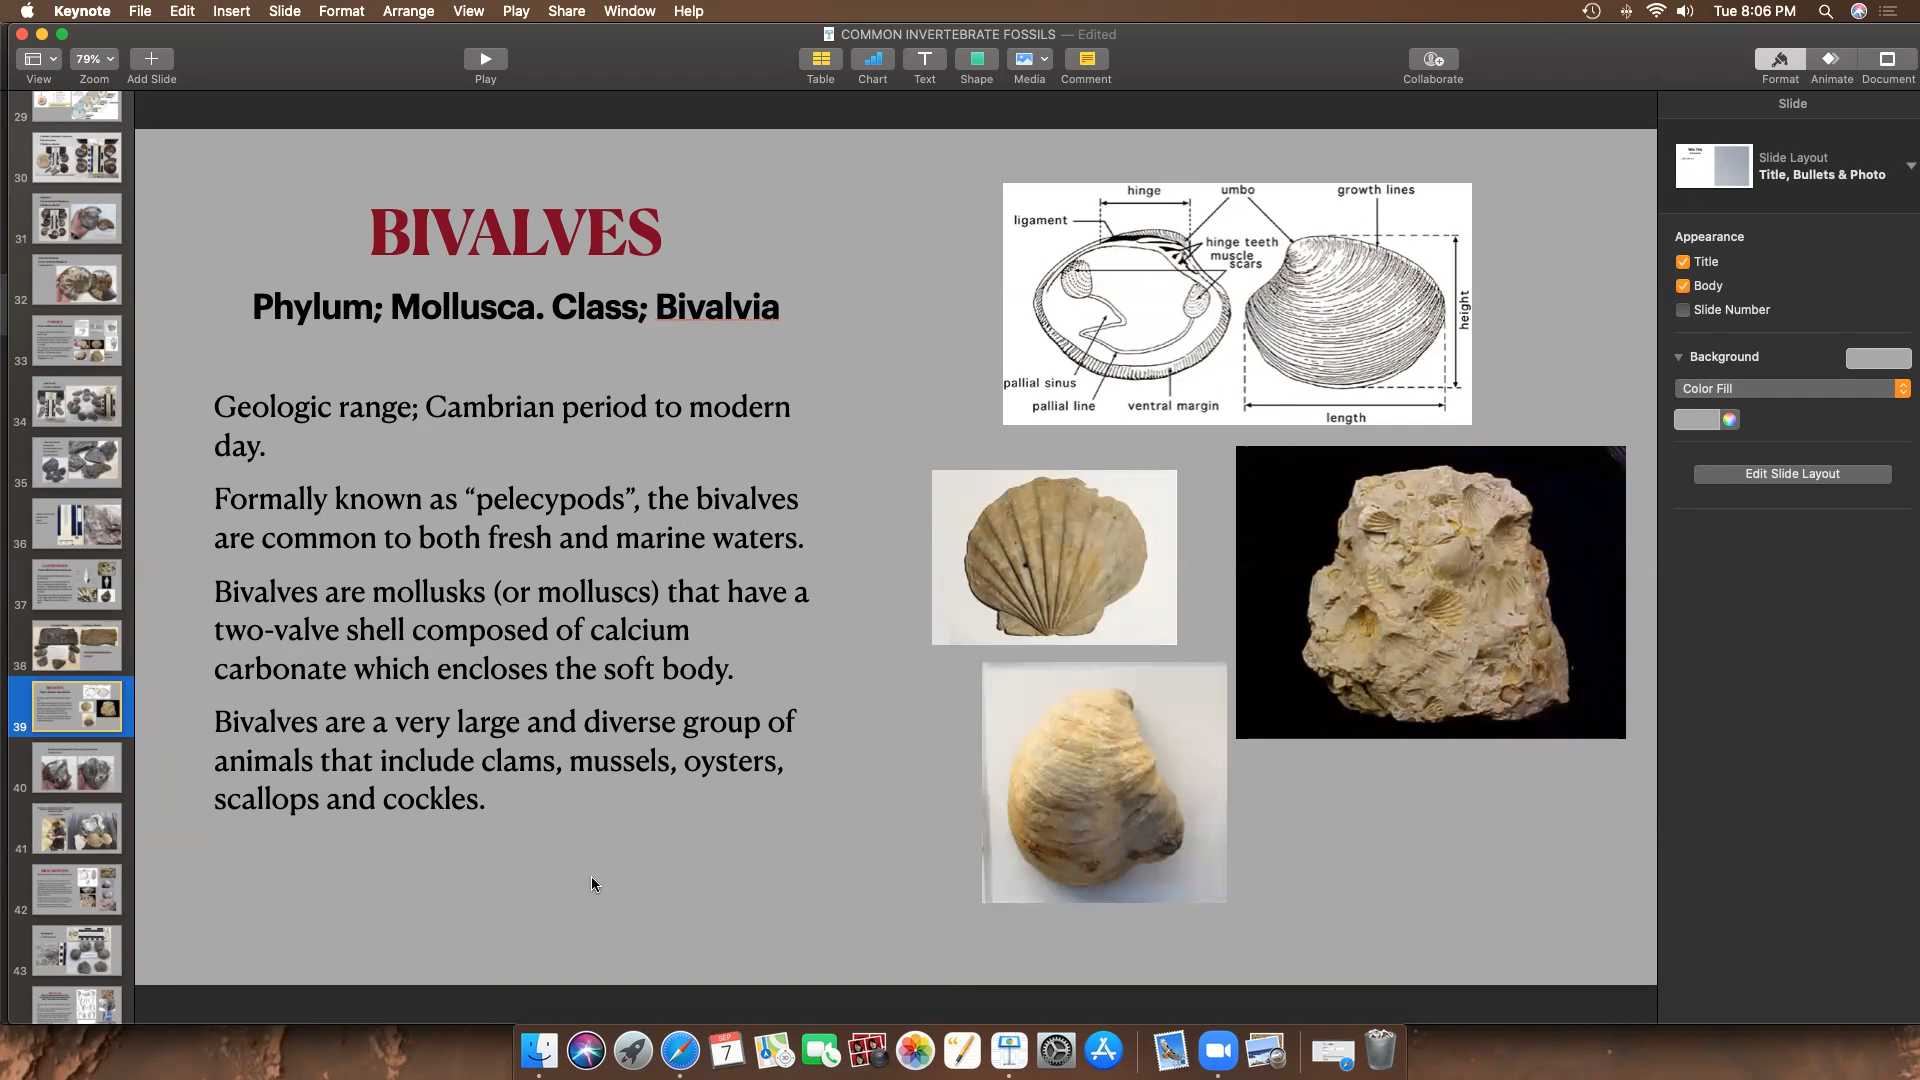 Keynote File Edit Insert Slide Format Arrange View Play Share Window Help
Tue 8:06 PM
COMMON INVERTEBRATE FOSSILS — Edited
79%
View Zoom Add Slide Play Table Chart Text Shape Media Comment Collaborate Format Animate Document
29
30
31
32
33
34
35
36
37
38
39
40
41
42
43
BIVALVES
Phylum; Mollusca. Class; Bivalvia
Geologic range; Cambrian period to modern
day.
Formally known as “pelecypods”, the bivalves
are common to both fresh and marine waters.
Bivalves are mollusks (or molluscs) that have a
two-valve shell composed of calcium
carbonate which encloses the soft body.
Bivalves are a very large and diverse group of
animals that include clams, mussels, oysters,
scallops and cockles.
hinge umbo growth lines
ligament
hinge teeth
muscle
scars
height
pallial sinus
pallial line ventral margin
length
Slide
Slide Layout
Title, Bullets & Photo
Appearance
Title
Body
Slide Number
Background
Color Fill
Edit Slide Layout
SEP
7